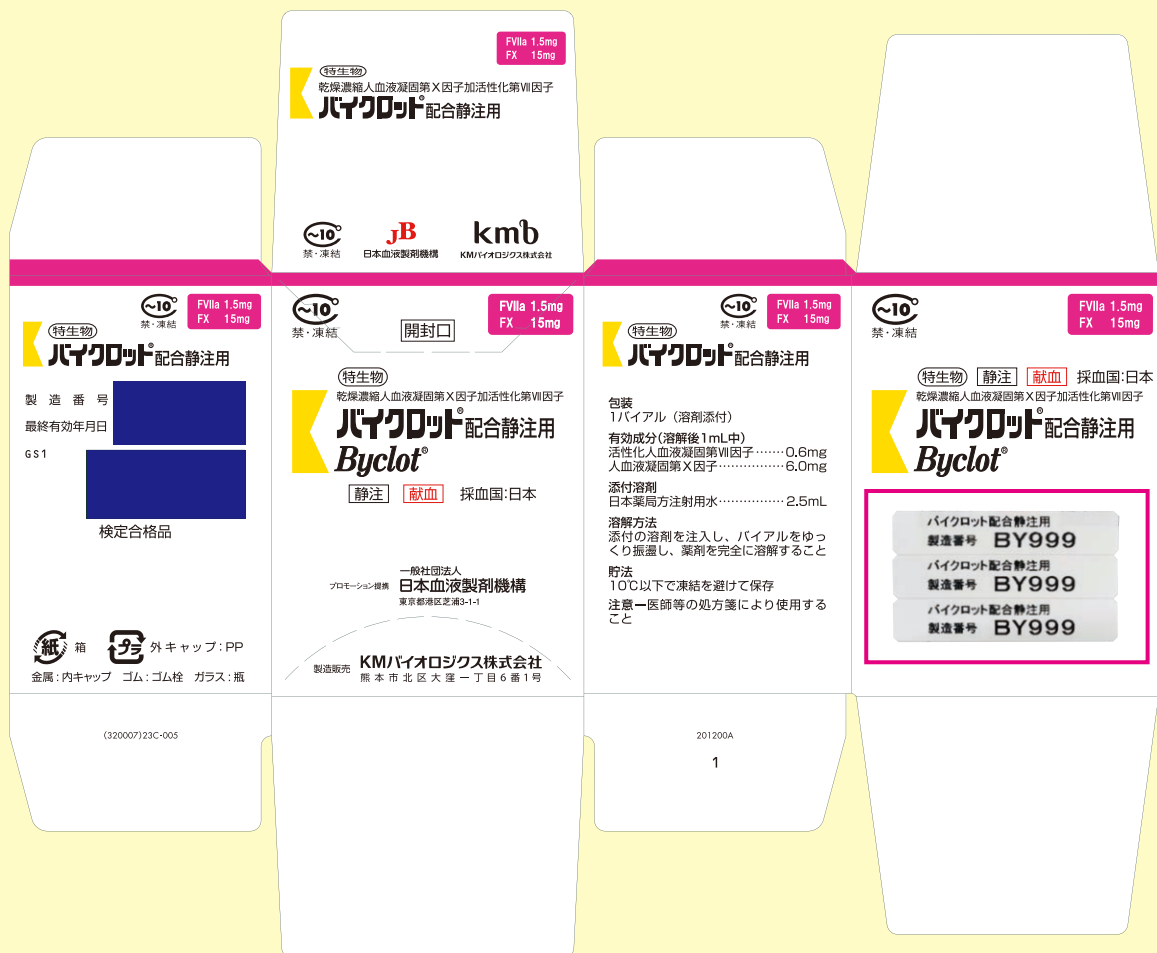 FVIIa 1.5mg
FX 15mg
特生物
乾燥濃縮人血液凝固第X因子加活性化第VII因子
バイクロット®配合静注用
~10°
禁・凍結
JB
日本血液製剤機構
kmb
KMバイオロジクス株式会社
~10°
禁・凍結
FVIIa 1.5mg
FX 15mg
特生物
バイクロット®配合静注用
製造番号
最終有効年月日
GS1
検定合格品
紙 箱 プラ 外キャップ:PP
金属:内キャップ ゴム:ゴム栓 ガラス:瓶
(320007)23C-005
~10°
禁・凍結
開封口
FVIIa 1.5mg
FX 15mg
特生物
乾燥濃縮人血液凝固第X因子加活性化第VII因子
バイクロット®配合静注用
Byclot®
静注 献血 採血国:日本
一般社団法人
プロモーション提携 日本血液製剤機構
東京都港区芝浦3-1-1
製造販売 KMバイオロジクス株式会社
熊本市北区大窪一丁目6番1号
~10°
禁・凍結
FVIIa 1.5mg
FX 15mg
特生物
バイクロット®配合静注用
包装
1バイアル(溶剤添付)
有効成分(溶解後1mL中)
活性化人血液凝固第VII因子……0.6mg
人血液凝固第X因子……………6.0mg
添付溶剤
日本薬局方注射用水……………2.5mL
溶解方法
添付の溶剤を注入し、バイアルをゆっ
くり振盪し、薬剤を完全に溶解すること
貯法
10℃以下で凍結を避けて保存
注意ー医師等の処方箋により使用する
こと
201200A
1
~10°
禁・凍結
FVIIa 1.5mg
FX 15mg
特生物 静注 献血 採血国:日本
乾燥濃縮人血液凝固第X因子加活性化第VII因子
バイクロット®配合静注用
Byclot®
バイクロット配合静注用
製造番号 BY999
バイクロット配合静注用
製造番号 BY999
バイクロット配合静注用
製造番号 BY999